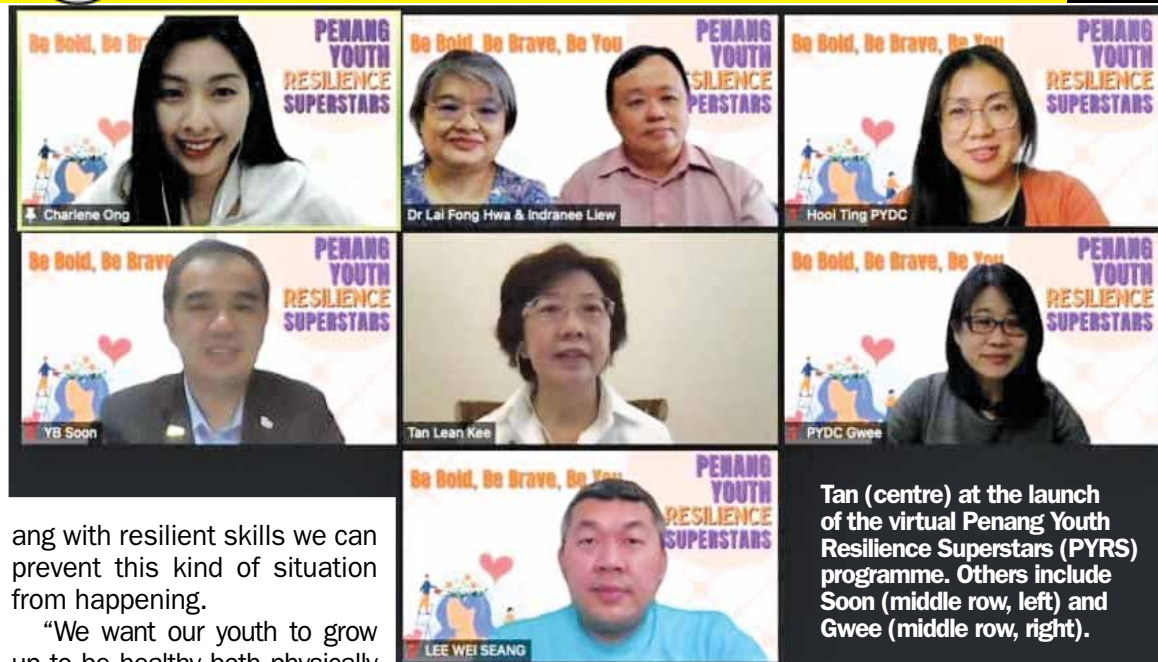 Be Bold, Be Br
PENANG
YOUTH
RESILIENCE
SUPERSTARS
Charlene Ong
Be Bold, Be Brave, Be You
SILIENCE
PERSTARS
Dr Lai Fong Hwa & Indranee Liew
Be Bold, Be Brave, Be You
PENANG
YOUTH
RESILIENCE
SUPERSTARS
Hooi Ting PYDC
Be Bold, Be Brave
PENANG
YOUTH
RESILIENCE
SUPERSTARS
YB Soon
Tan Lean Kee
Be Bold, Be Brave, Be You
PENANG
YOUTH
RESILIENCE
SUPERSTARS
PYDC Gwee
Be Bold, Be Brave, Be You
PENANG
YOUTH
RESILIENCE
SUPERSTARS
LEE WEI SEANG
Tan (centre) at the launch
of the virtual Penang Youth
Resilience Superstars (PYRS)
programme. Others include
Soon (middle row, left) and
Gwee (middle row, right).
ang with resilient skills we can
prevent this kind of situation
from happening.
“We want our youth to grow
up to be healthy both physically